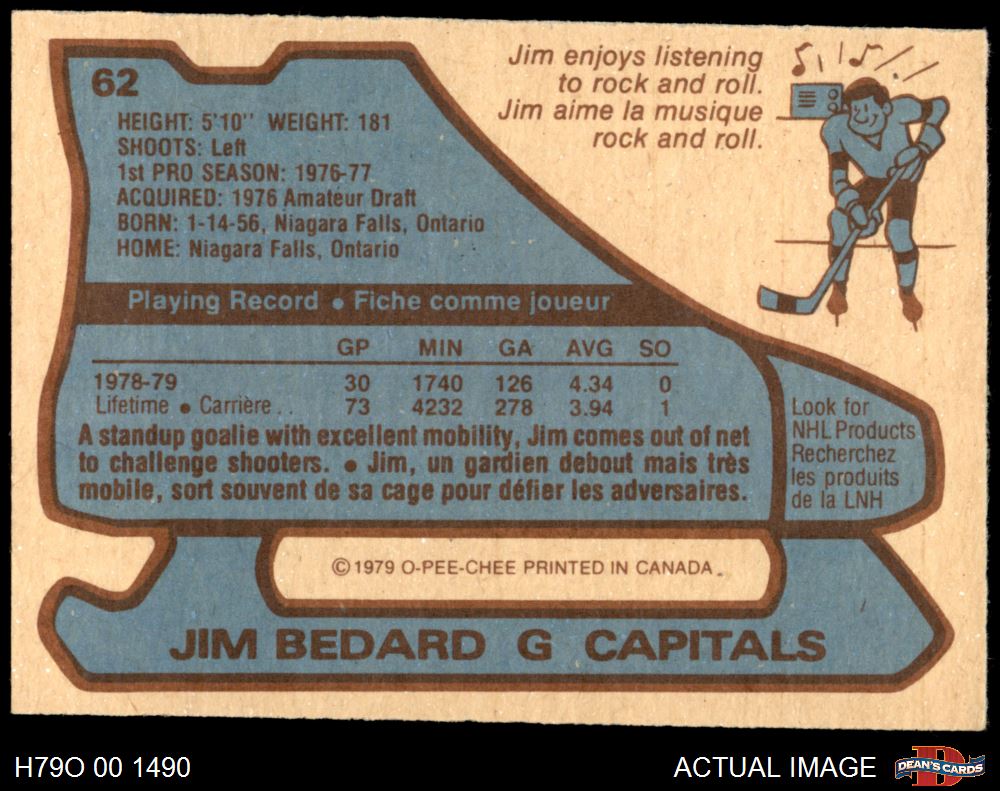 62
Jim enjoys listening
to rock and roll.
Jim aime la musique
rock and roll.
HEIGHT: 5'10" WEIGHT: 181
SHOOTS: Left
1st PRO SEASON: 1976-77
ACQUIRED: 1976 Amateur Draft
BORN: 1-14-56, Niagara Falls, Ontario
HOME: Niagara Falls, Ontario
Playing Record • Fiche comme joueur
GP MIN GA AVG SO
1978-79 30 1740 126 4.34 0
Lifetime • Carrière . . 73 4232 278 3.94 1
A standup goalie with excellent mobility, Jim comes out of net
to challenge shooters. • Jim, un gardien debout mais très
mobile, sort souvent de sa cage pour défier les adversaires.
Look for
NHL Products
Recherchez
les produits
de la LNH
© 1979 O-PEE-CHEE PRINTED IN CANADA.
JIM BEDARD G CAPITALS
H79O 00 1490
ACTUAL IMAGE
DEAN'S CARDS